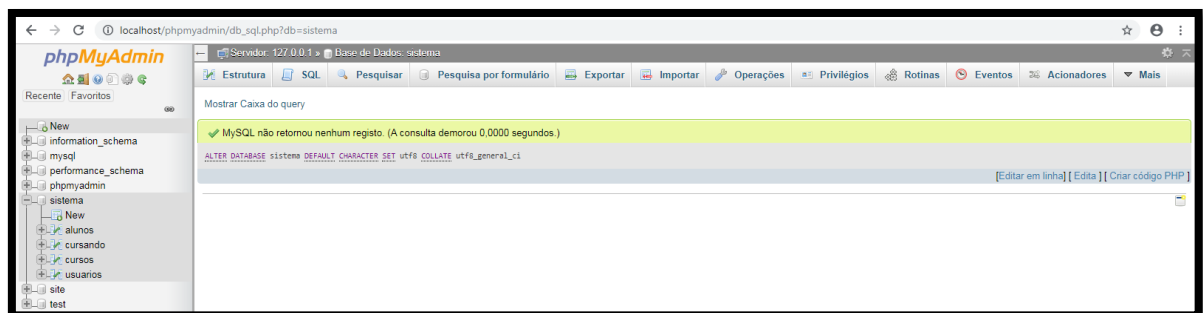 localhost/phpmyadmin/db_sql.php?db=sistema
phpMyAdmin
Recente Favoritos
New
information_schema
mysql
performance_schema
phpmyadmin
sistema
New
alunos
cursando
cursos
usuarios
site
test
Servidor: 127.0.0.1 » Base de Dados: sistema
Estrutura SQL Pesquisar Pesquisa por formulário Exportar Importar Operações Privilégios Rotinas Eventos Acionadores Mais
Mostrar Caixa do query
MySQL não retornou nenhum registo. (A consulta demorou 0,0000 segundos.)
ALTER DATABASE sistema DEFAULT CHARACTER SET utf8 COLLATE utf8_general_ci
[Editar em linha] [ Edita ] [ Criar código PHP ]